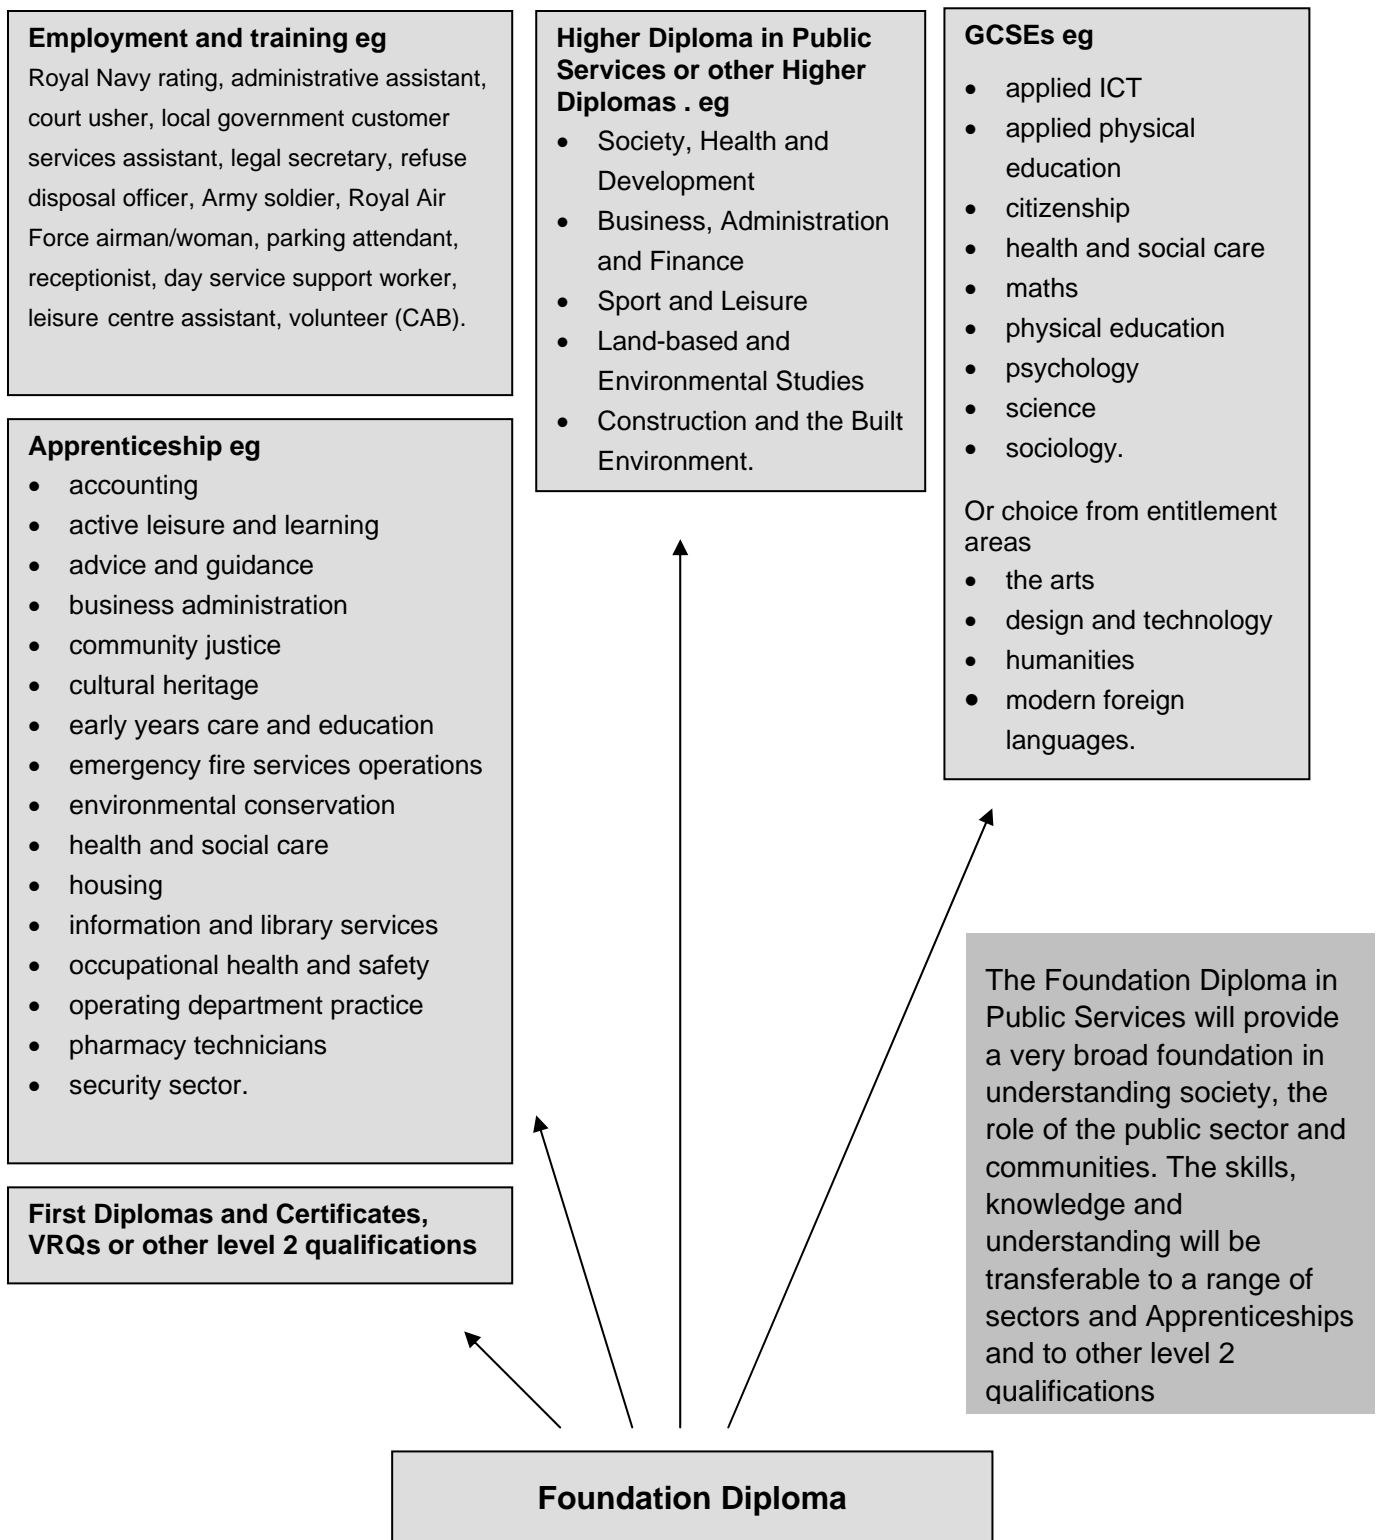 Employment and training eg
Royal Navy rating, administrative assistant,
court usher, local government customer
services assistant, legal secretary, refuse
disposal officer, Army soldier, Royal Air
Force airman/woman, parking attendant,
receptionist, day service support worker,
leisure centre assistant, volunteer (CAB).
Higher Diploma in Public
Services or other Higher
Diplomas . eg
• Society, Health and
Development
• Business, Administration
and Finance
• Sport and Leisure
• Land-based and
Environmental Studies
• Construction and the Built
Environment.
GCSEs eg
• applied ICT
• applied physical
education
• citizenship
• health and social care
• maths
• physical education
• psychology
• science
• sociology.
Or choice from entitlement
areas
• the arts
• design and technology
• humanities
• modern foreign
languages.
Apprenticeship eg
• accounting
• active leisure and learning
• advice and guidance
• business administration
• community justice
• cultural heritage
• early years care and education
• emergency fire services operations
• environmental conservation
• health and social care
• housing
• information and library services
• occupational health and safety
• operating department practice
• pharmacy technicians
• security sector.
First Diplomas and Certificates,
VRQs or other level 2 qualifications
The Foundation Diploma in
Public Services will provide
a very broad foundation in
understanding society, the
role of the public sector and
communities. The skills,
knowledge and
understanding will be
transferable to a range of
sectors and Apprenticeships
and to other level 2
qualifications
Foundation Diploma